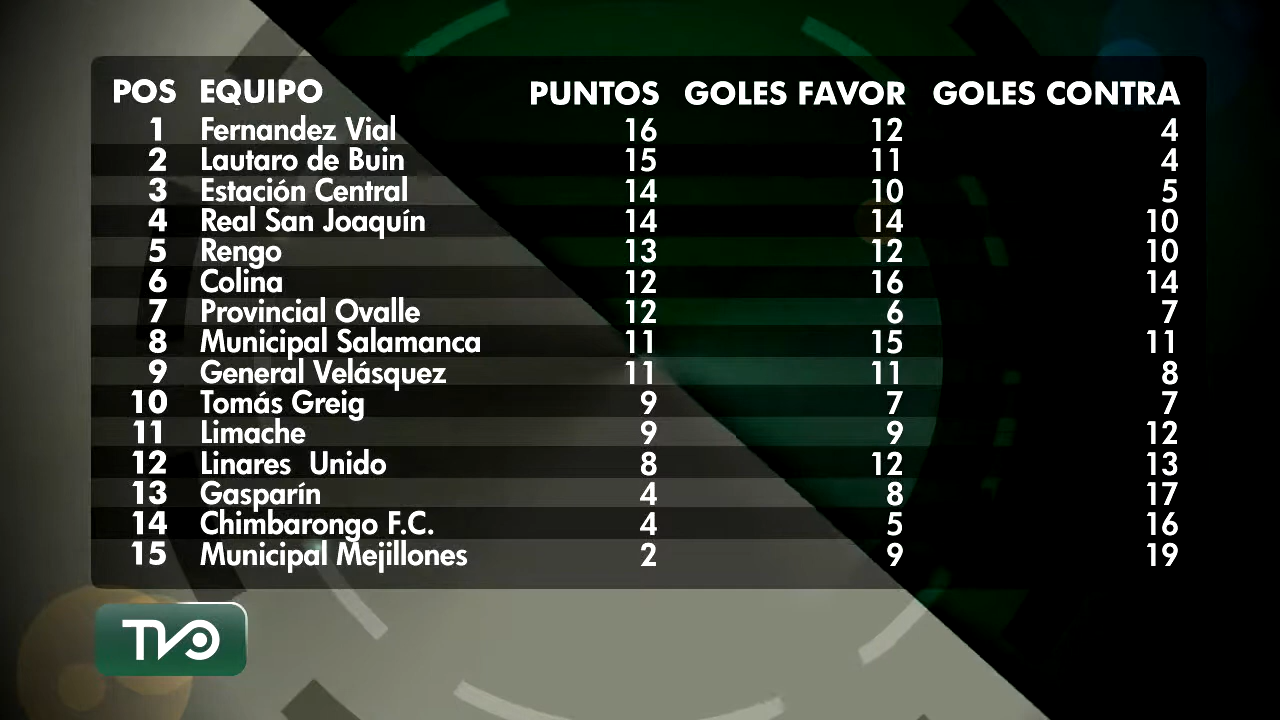 POS EQUIPO PUNTOS GOLES FAVOR GOLES CONTRA
1 Fernandez Vial 16 12 4
2 Lautaro de Buin 15 11 4
3 Estación Central 14 10 5
4 Real San Joaquín 14 14 10
5 Rengo 13 12 10
6 Colina 12 16 14
7 Provincial Ovalle 12 6 7
8 Municipal Salamanca 11 15 11
9 General Velásquez 11 11 8
10 Tomás Greig 9 7 7
11 Limache 9 9 12
12 Linares Unido 8 12 13
13 Gasparín 4 8 17
14 Chimbarongo F.C. 4 5 16
15 Municipal Mejillones 2 9 19
TVO